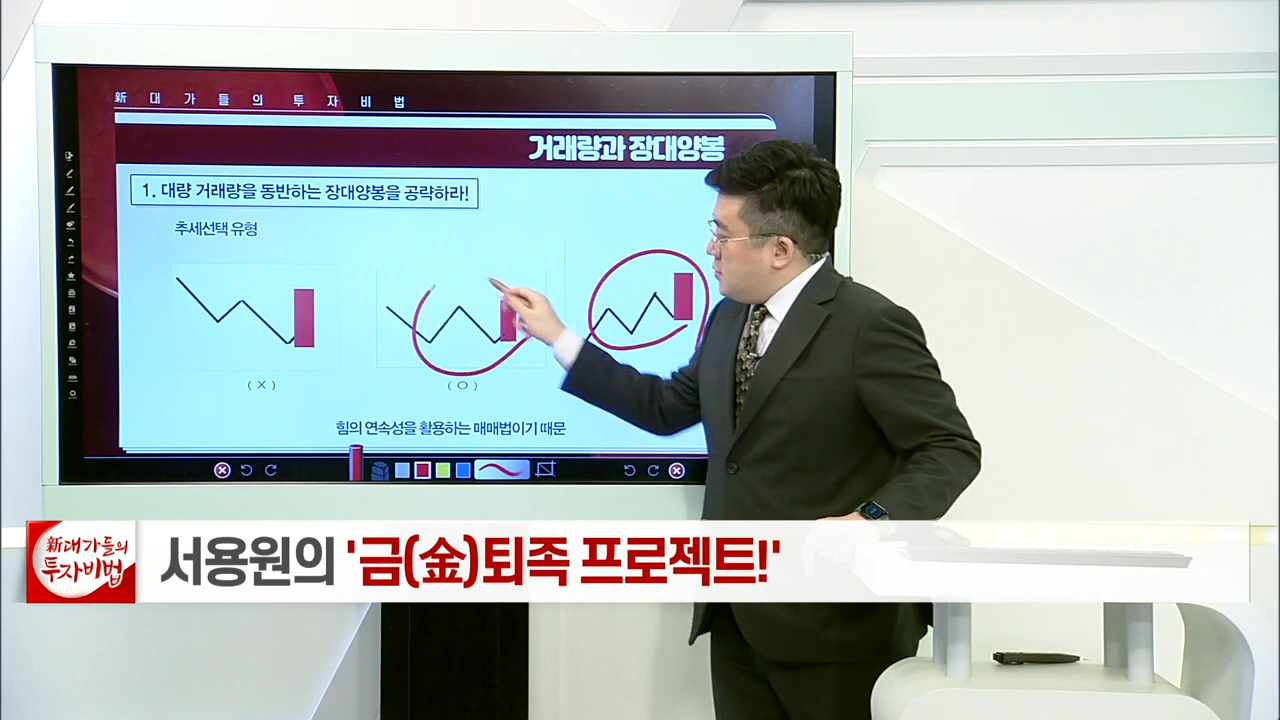 新 대 가 들 의 투 자 비 법
거래량과 장대양봉
1. 대량 거래량을 동반하는 장대양봉을 공략하라!
추세선택 유형
( X )
( O )
힘의 연속성을 활용하는 매매법이기 때문
新대가들의
투자비법
서용원의 '금(金)퇴족 프로젝트!'